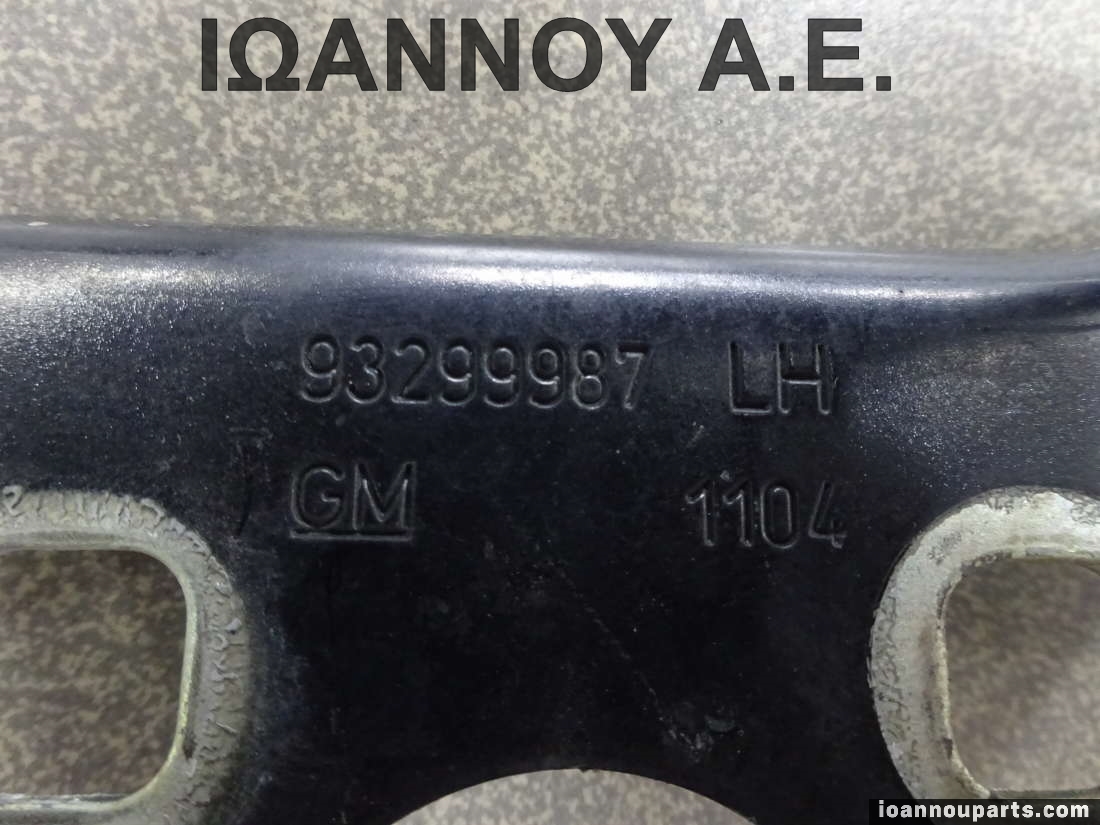 ΙΩΑΝΝΟΥ Α.Ε.
93299987 LH
GM 1104
ioannouparts.com